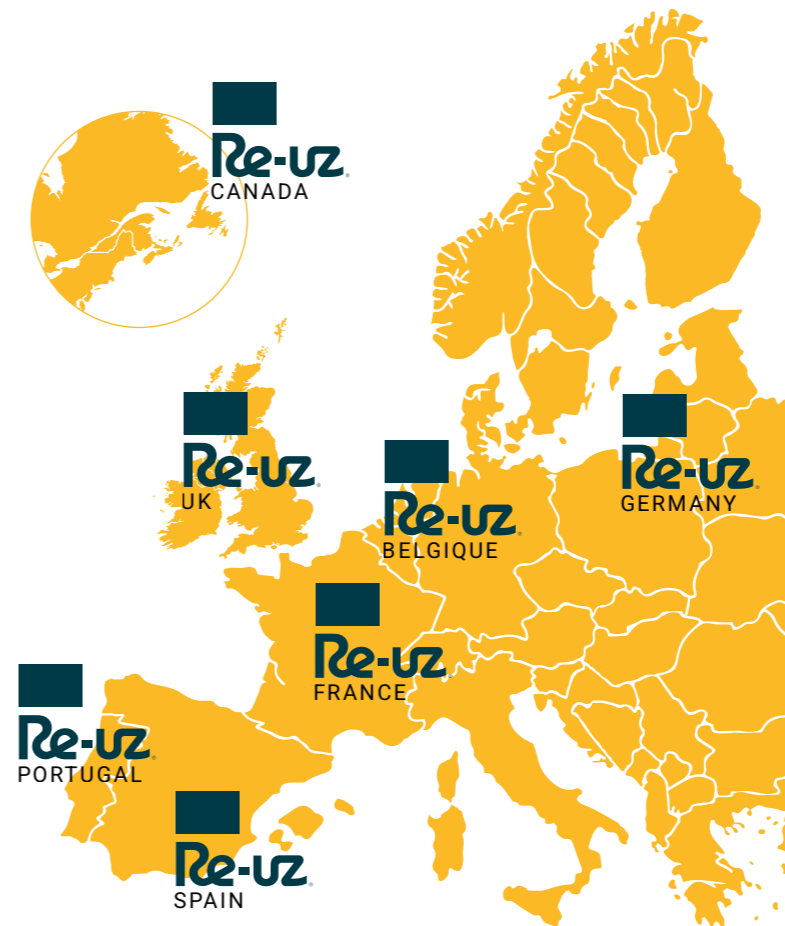 Re-uz
CANADA
Re-uz
UK
Re-uz
BELGIQUE
Re-uz
GERMANY
Re-uz
FRANCE
Re-uz
PORTUGAL
Re-uz
SPAIN